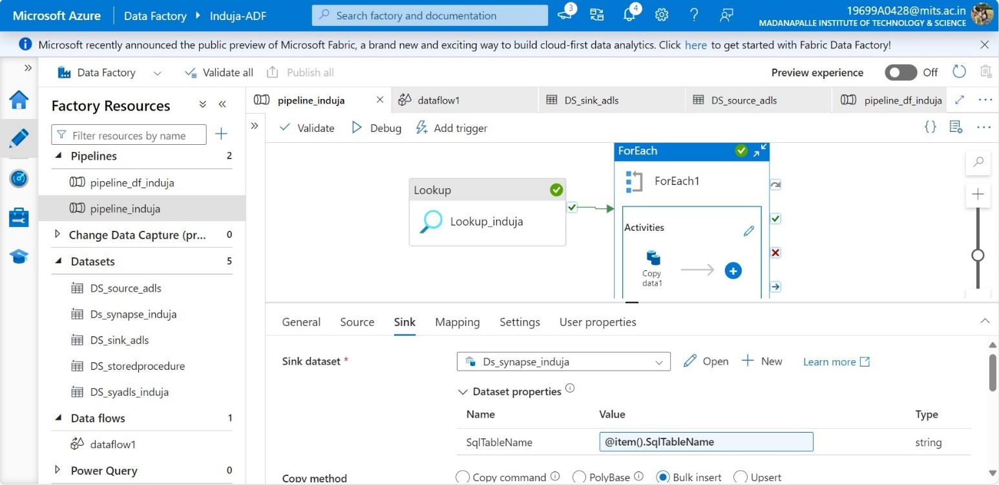 Microsoft Azure Data Factory Induja-ADF Search factory and documentation 3 4 19699A0428@mits.ac.in
MADANAPALLE INSTITUTE OF TECHNOLOGY & SCIENCE
Microsoft recently announced the public preview of Microsoft Fabric, a brand new and exciting way to build cloud-first data analytics. Click here to get started with Fabric Data Factory!
Data Factory Validate all Publish all Preview experience Off
Factory Resources
Filter resources by name
Pipelines 2
pipeline_df_induja
pipeline_induja
Change Data Capture (pr... 0
Datasets 5
DS_source_adls
Ds_synapse_induja
DS_sink_adls
DS_storedprocedure
DS_syadls_induja
Data flows 1
dataflow1
Power Query 0
pipeline_induja dataflow1 DS_sink_adls DS_source_adls pipeline_df_induja
Validate Debug Add trigger
Lookup
Lookup_induja
ForEach
ForEach1
Activities
Copy
data1
General Source Sink Mapping Settings User properties
Sink dataset * Ds_synapse_induja Open New Learn more
Dataset properties
Name Value Type
SqlTableName @item().SqlTableName string
Copy method Copy command PolyBase Bulk insert Upsert